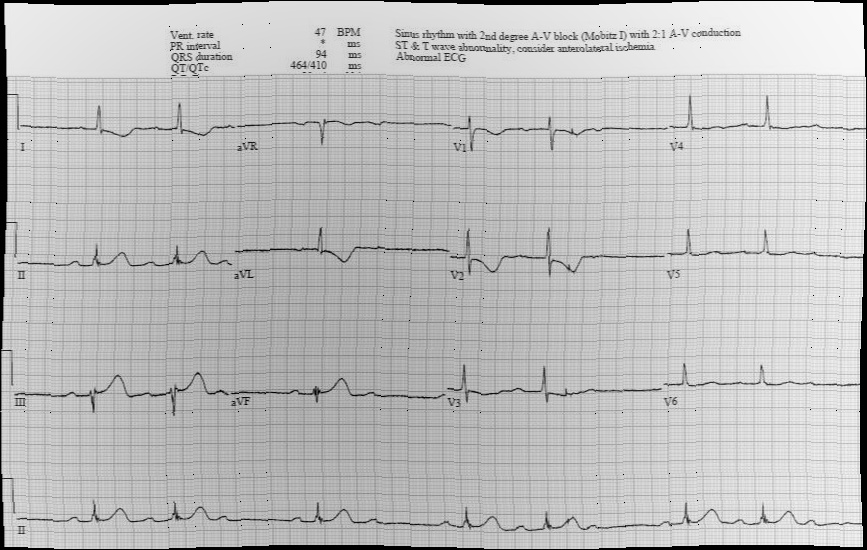 Vent. rate 47 BPM
PR interval * ms
QRS duration 94 ms
QT/QTc 464/410 ms
Sinus rhythm with 2nd degree A-V block (Mobitz I) with 2:1 A-V conduction
ST & T wave abnormality, consider anterolateral ischemia
Abnormal ECG
I aVR V1 V4
II aVL V2 V5
III aVF V3 V6
II